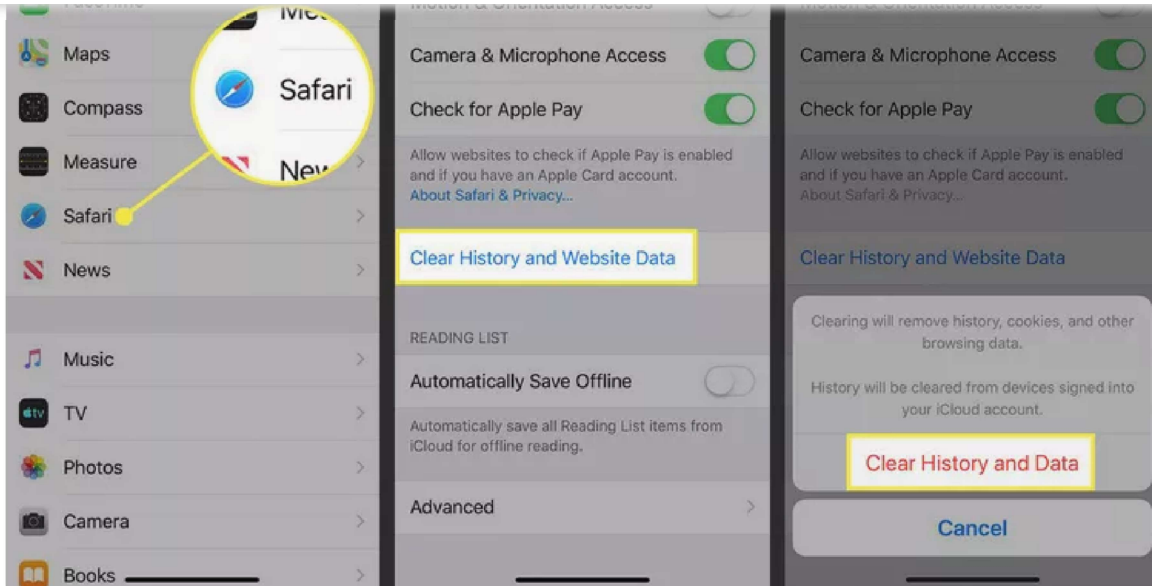 Maps
Compass
Measure
Safari
News
Music
TV
Photos
Camera
Books
Safari
Camera & Microphone Access
Check for Apple Pay
Allow websites to check if Apple Pay is enabled
and if you have an Apple Card account.
About Safari & Privacy...
Clear History and Website Data
READING LIST
Automatically Save Offline
Automatically save all Reading List items from
iCloud for offline reading.
Advanced
Motion & Orientation Access
Camera & Microphone Access
Check for Apple Pay
Allow websites to check if Apple Pay is enabled
and if you have an Apple Card account.
About Safari & Privacy...
Clear History and Website Data
Clearing will remove history, cookies, and other
browsing data.
History will be cleared from devices signed into
your iCloud account.
Clear History and Data
Cancel